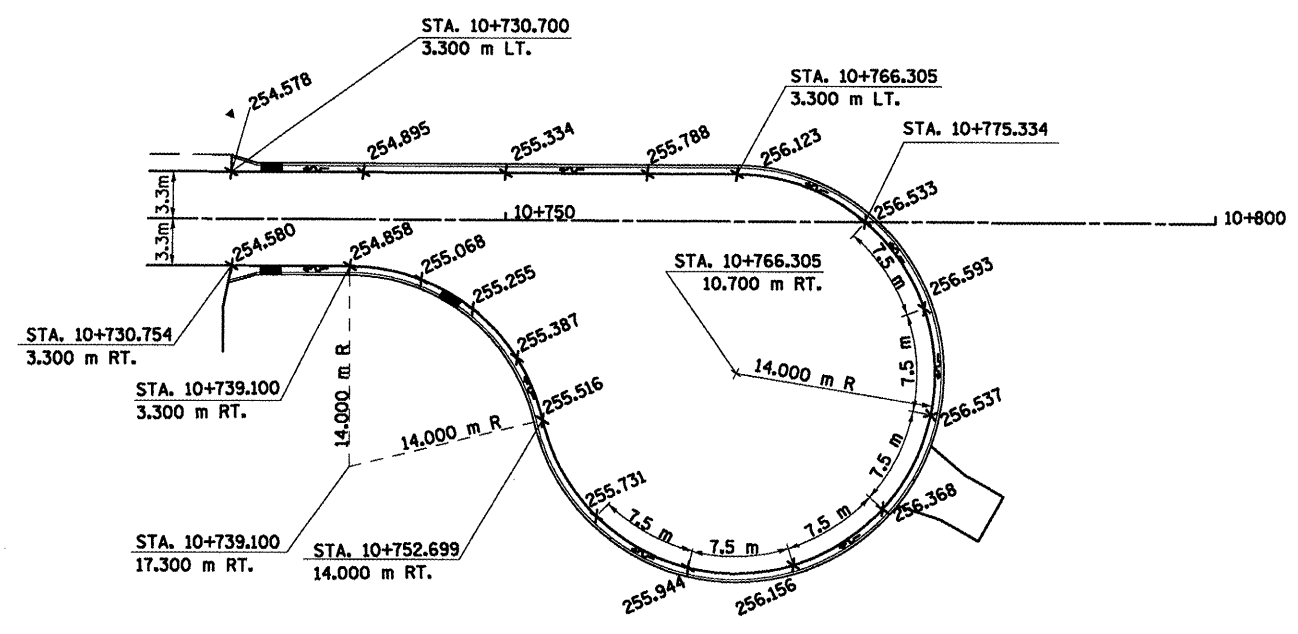 STA. 10+730.700
3.300 m LT.
254.578
STA. 10+766.305
3.300 m LT.
STA. 10+775.334
254.895
255.334
255.788
256.123
256.533
3.3m
3.3m
10+750
10+800
254.580
254.858
255.068
255.255
255.387
255.516
STA. 10+766.305
10.700 m RT.
7.5 m
256.593
7.5 m
14.000 m R
256.537
7.5 m
256.368
STA. 10+730.754
3.300 m RT.
STA. 10+739.100
3.300 m RT.
14.000 m R
14.000 m R
255.731
7.5 m
7.5 m
7.5 m
STA. 10+739.100
17.300 m RT.
STA. 10+752.699
14.000 m RT.
255.944
256.156